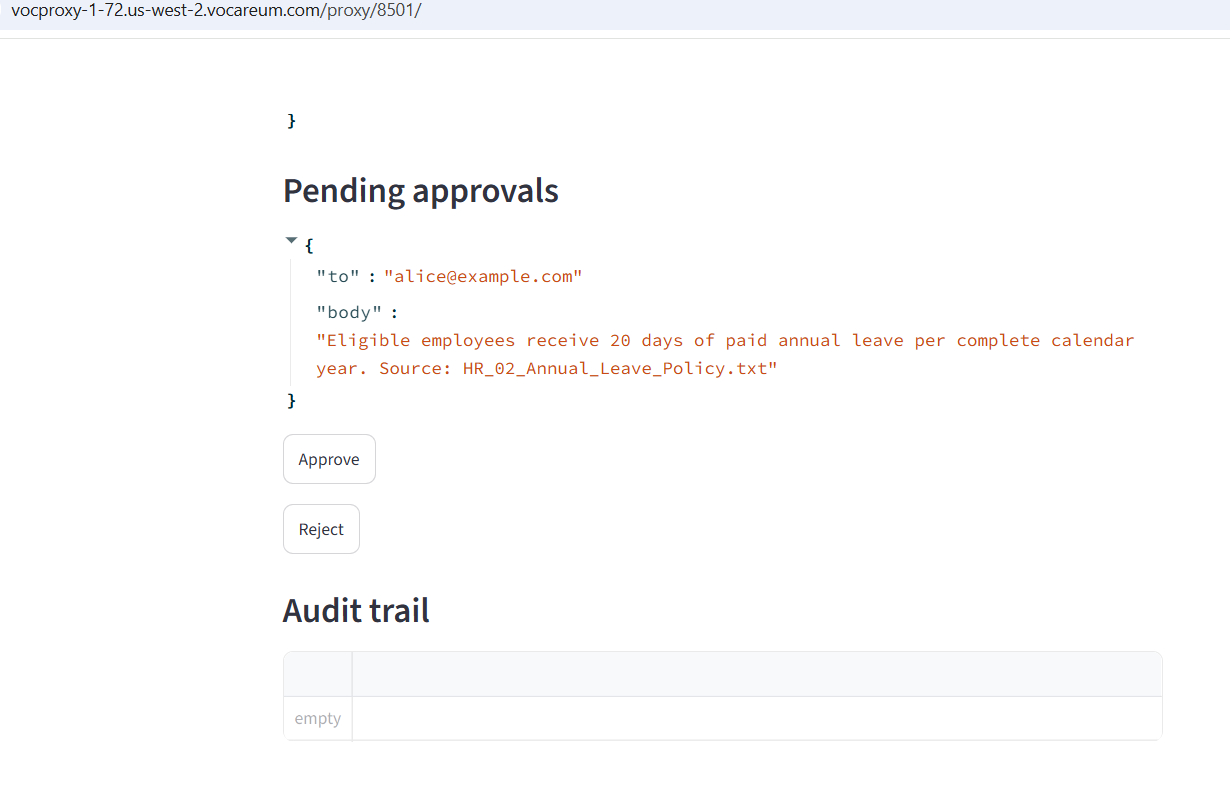 vocproxy-1-72.us-west-2.vocareum.com/proxy/8501/
}
Pending approvals
{
"to" : "alice@example.com"
"body" :
"Eligible employees receive 20 days of paid annual leave per complete calendar
year. Source: HR_02_Annual_Leave_Policy.txt"
}
Approve
Reject
Audit trail
empty